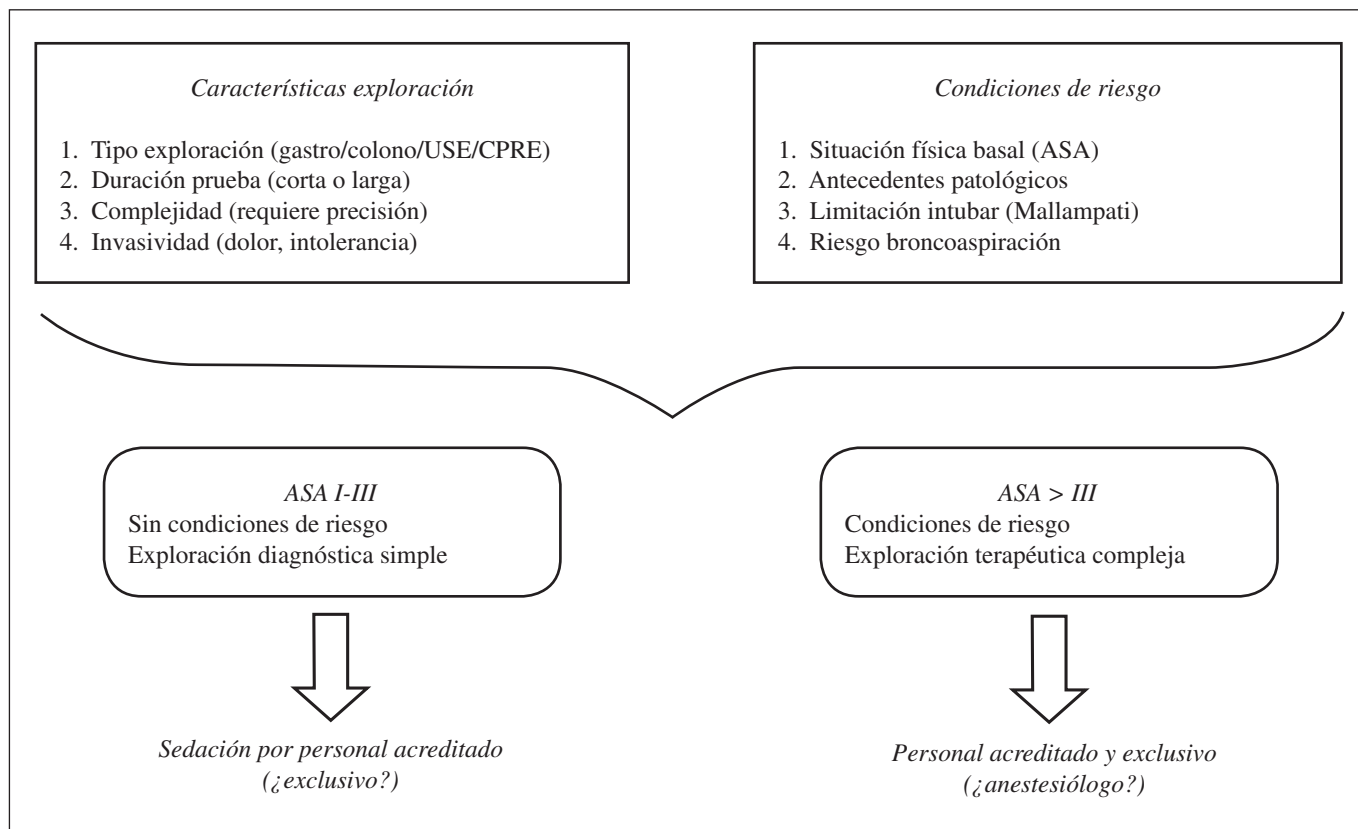 Características exploración
1. Tipo exploración (gastro/colono/USE/CPRE)
2. Duración prueba (corta o larga)
3. Complejidad (requiere precisión)
4. Invasividad (dolor, intolerancia)
Condiciones de riesgo
1. Situación física basal (ASA)
2. Antecedentes patológicos
3. Limitación intubar (Mallampati)
4. Riesgo broncoaspiración
ASA I-III
Sin condiciones de riesgo
Exploración diagnóstica simple
ASA > III
Condiciones de riesgo
Exploración terapéutica compleja
Sedación por personal acreditado
(¿exclusivo?)
Personal acreditado y exclusivo
(¿anestesiólogo?)